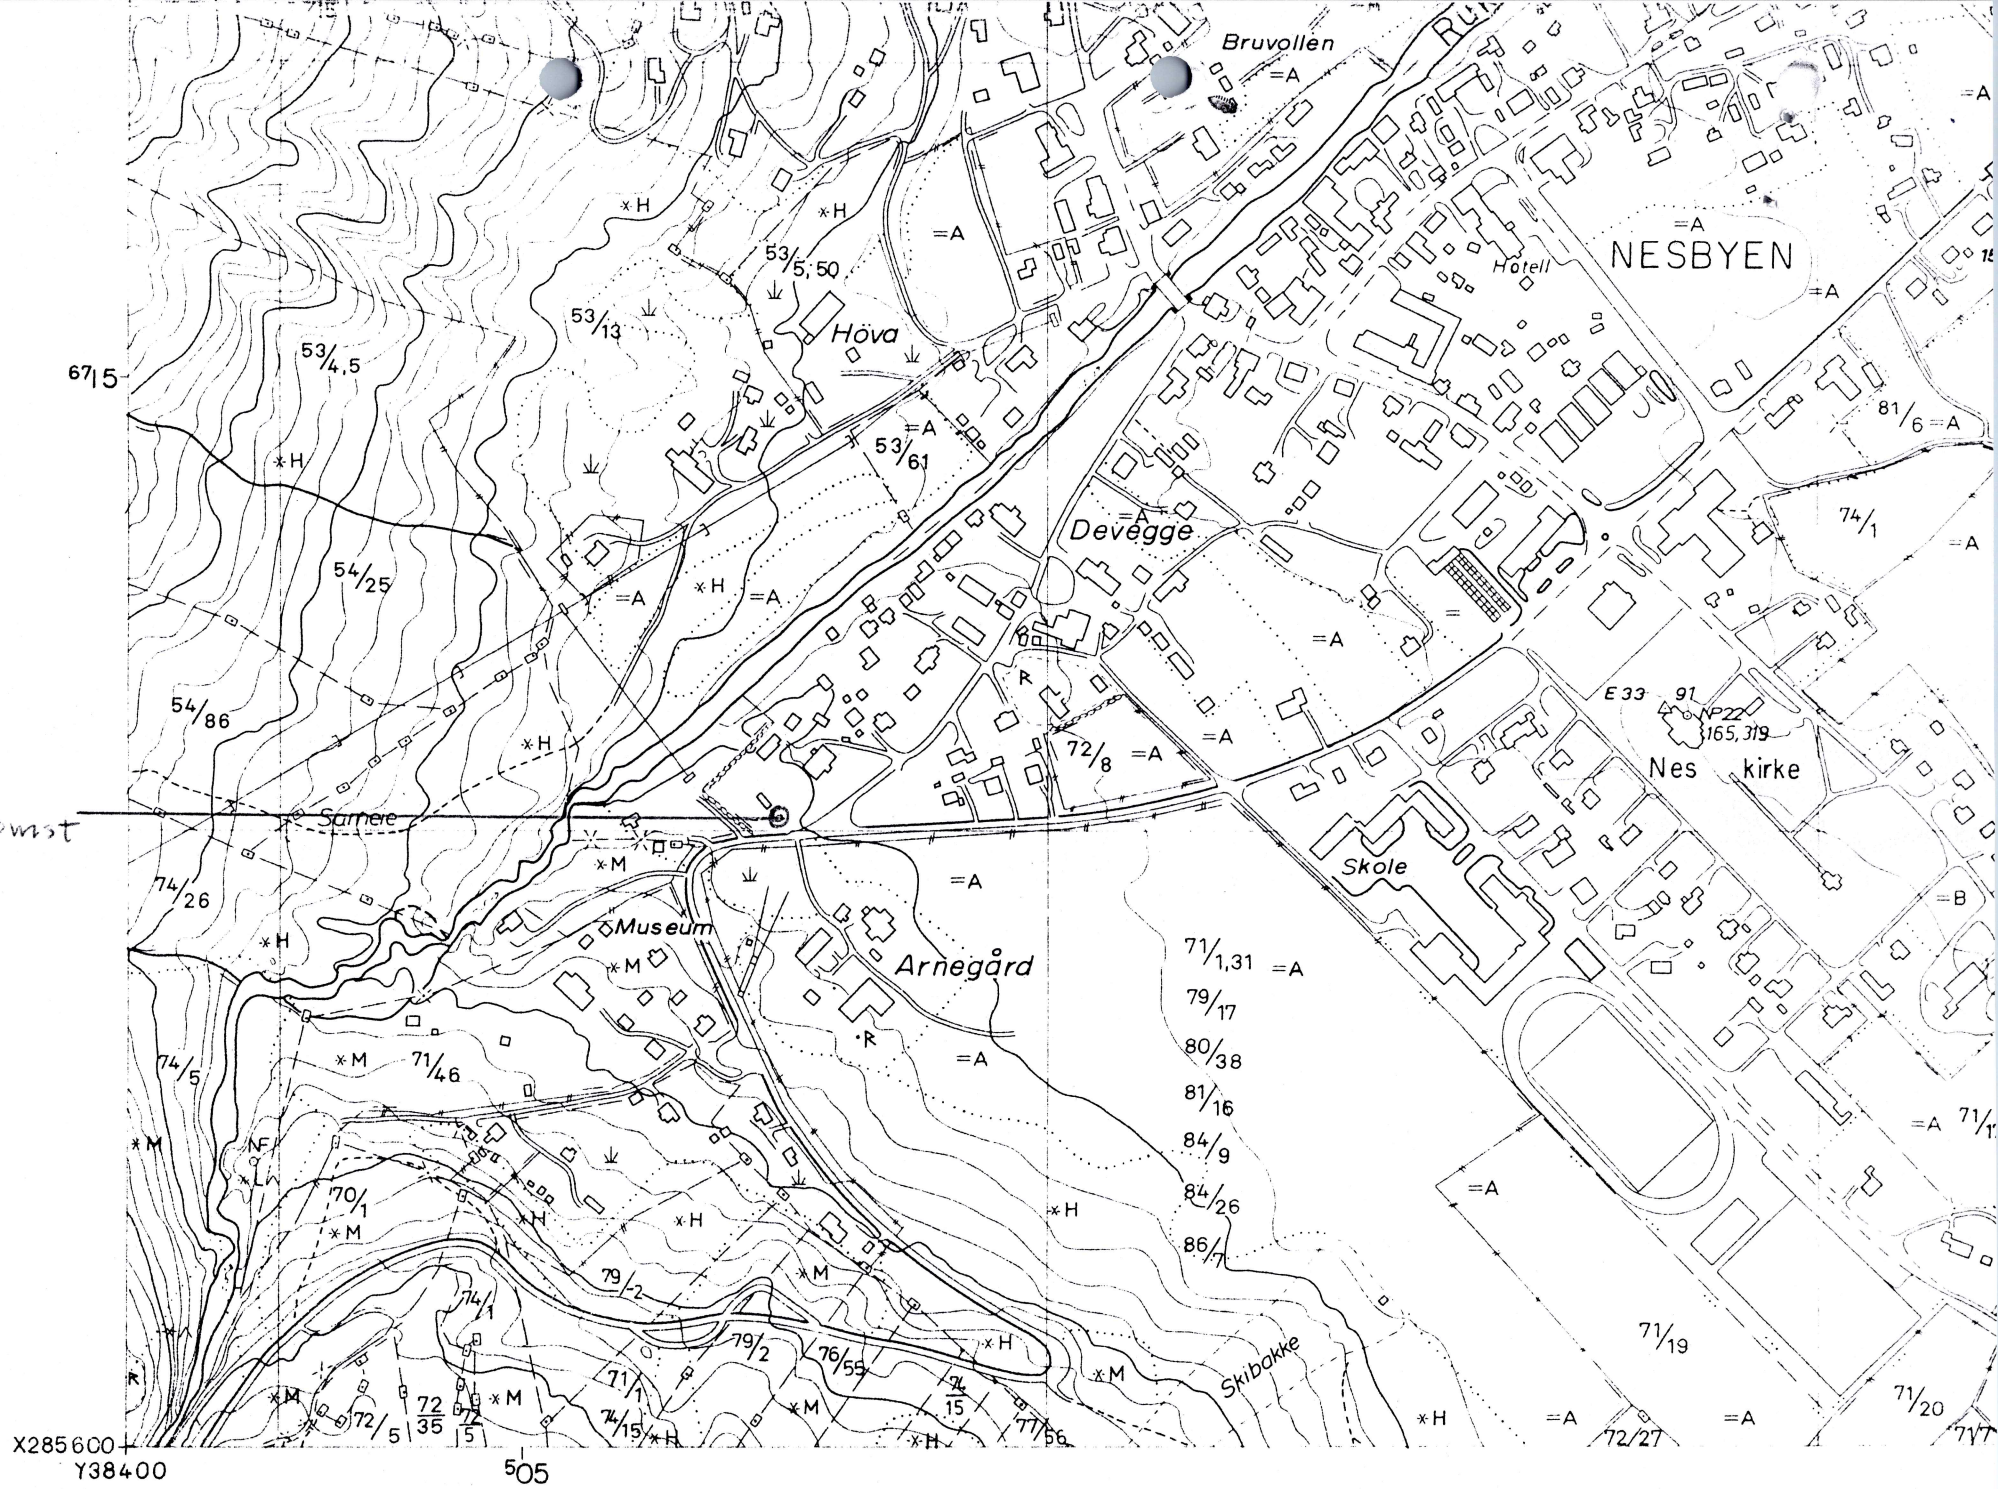 Bruvollen
=A
=A
*H
*H
=A
=A
NESBYEN
53/5,50
Hotell
=A
53/13
Höva
53/4,5
6715
81/6=A
=A
53/61
*H
74/1
=A
Devegge
=A
54/25
=A
*H
=A
=A
R
E33 91
NP22
165,319
54/86
*H
72/8
=A
=A
Nes kirke
Sameie
*M
Skole
74/26
=A
=B
Museum
*H
*M
71/1,31
=A
Arnegård
79/17
R
80/38
74/5
*M
71/46
=A
81/16
=A
*M
84/9
=A
70/1
84/26
*M
*H
*H
*H
86/7
79/2
*M
74/1
71/19
79/2
76/55
*H
Skibakke
*M
R
71/1
*M
*M
74/15
72/5
72/35
72/5
*M
74/15
77/56
71/20
*H
=A
=A
*H
*H
72/27
X285600
Y38400
505